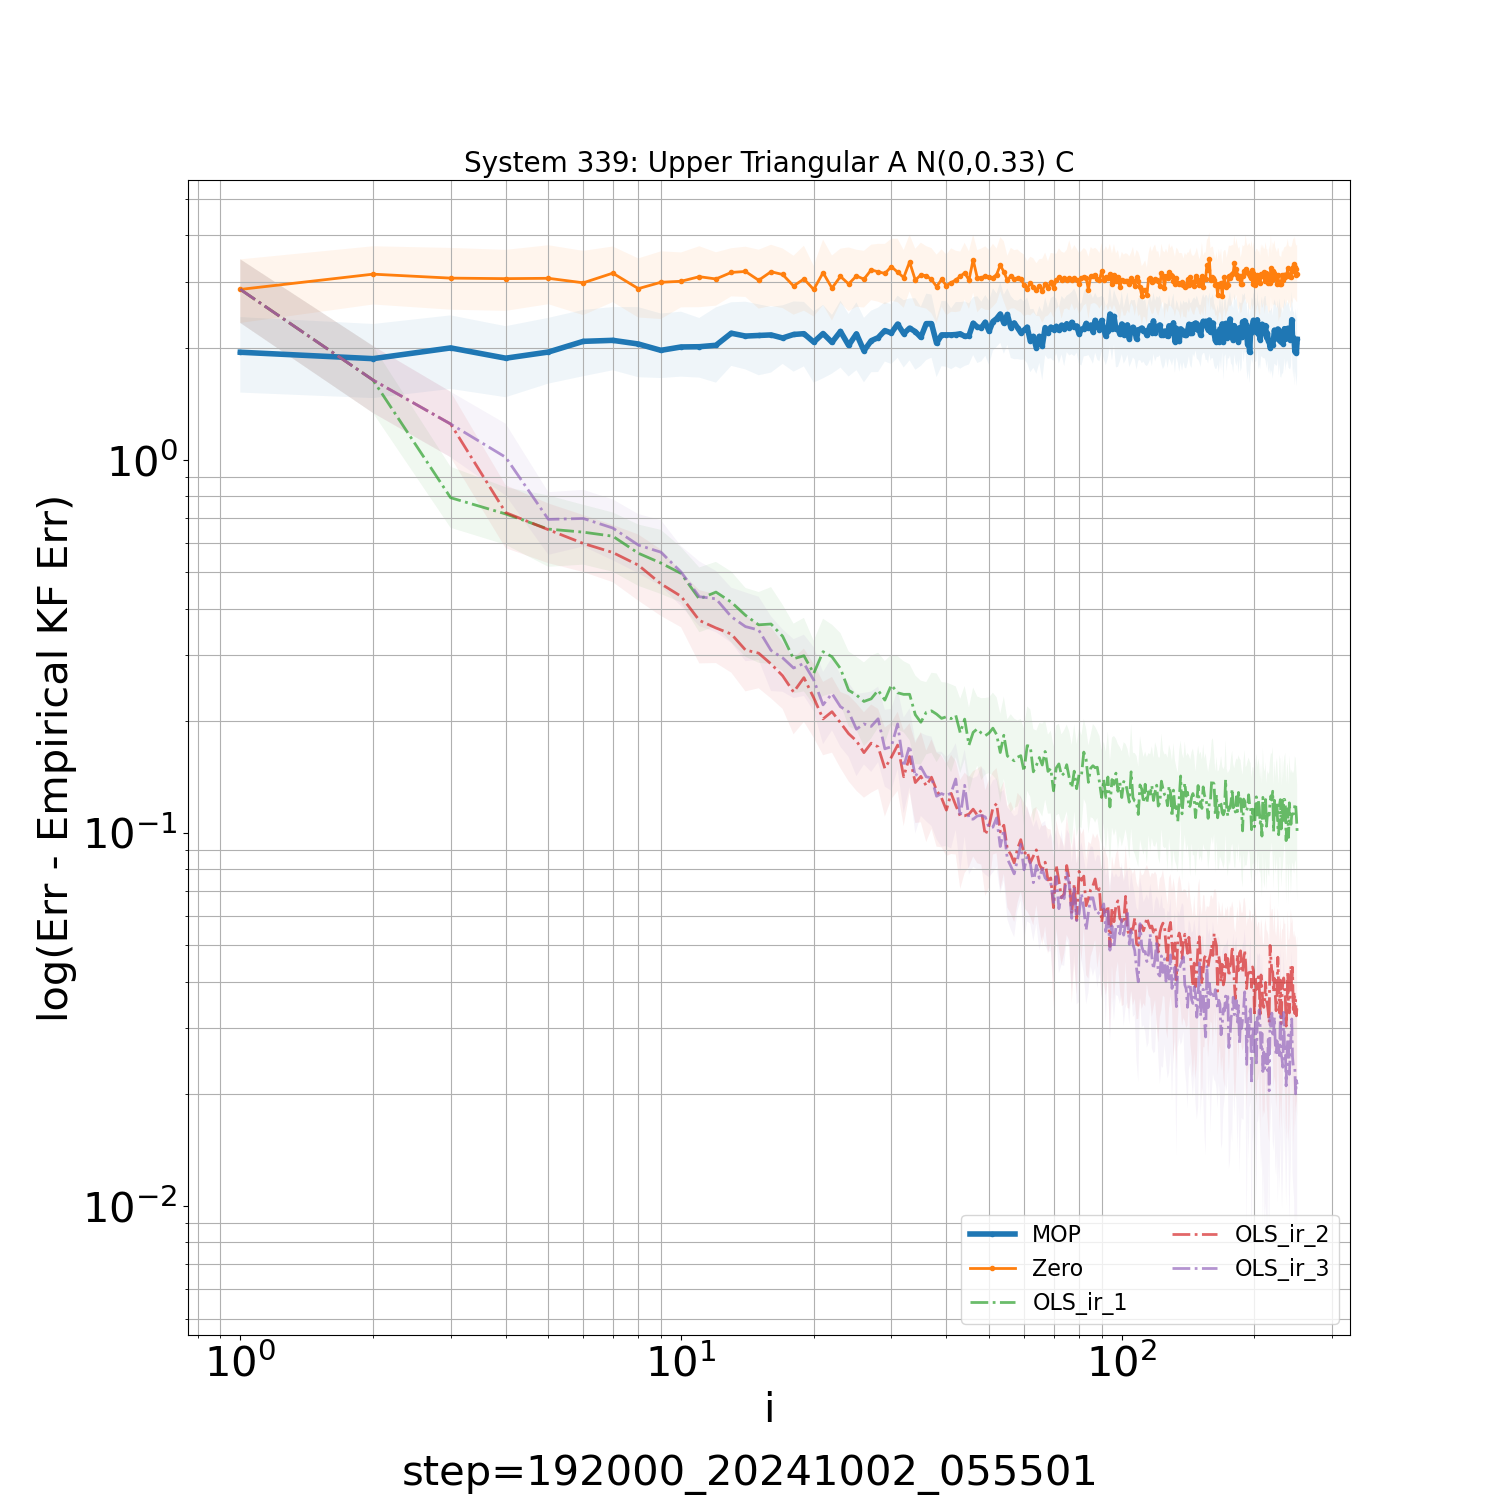 System 339: Upper Triangular A N(0,0.33) C
log(Err - Empirical KF Err)
10⁰
10⁻¹
10⁻²
MOP
Zero
OLS_ir_1
OLS_ir_2
OLS_ir_3
10⁰ 10¹ 10²
i
step=192000_20241002_055501